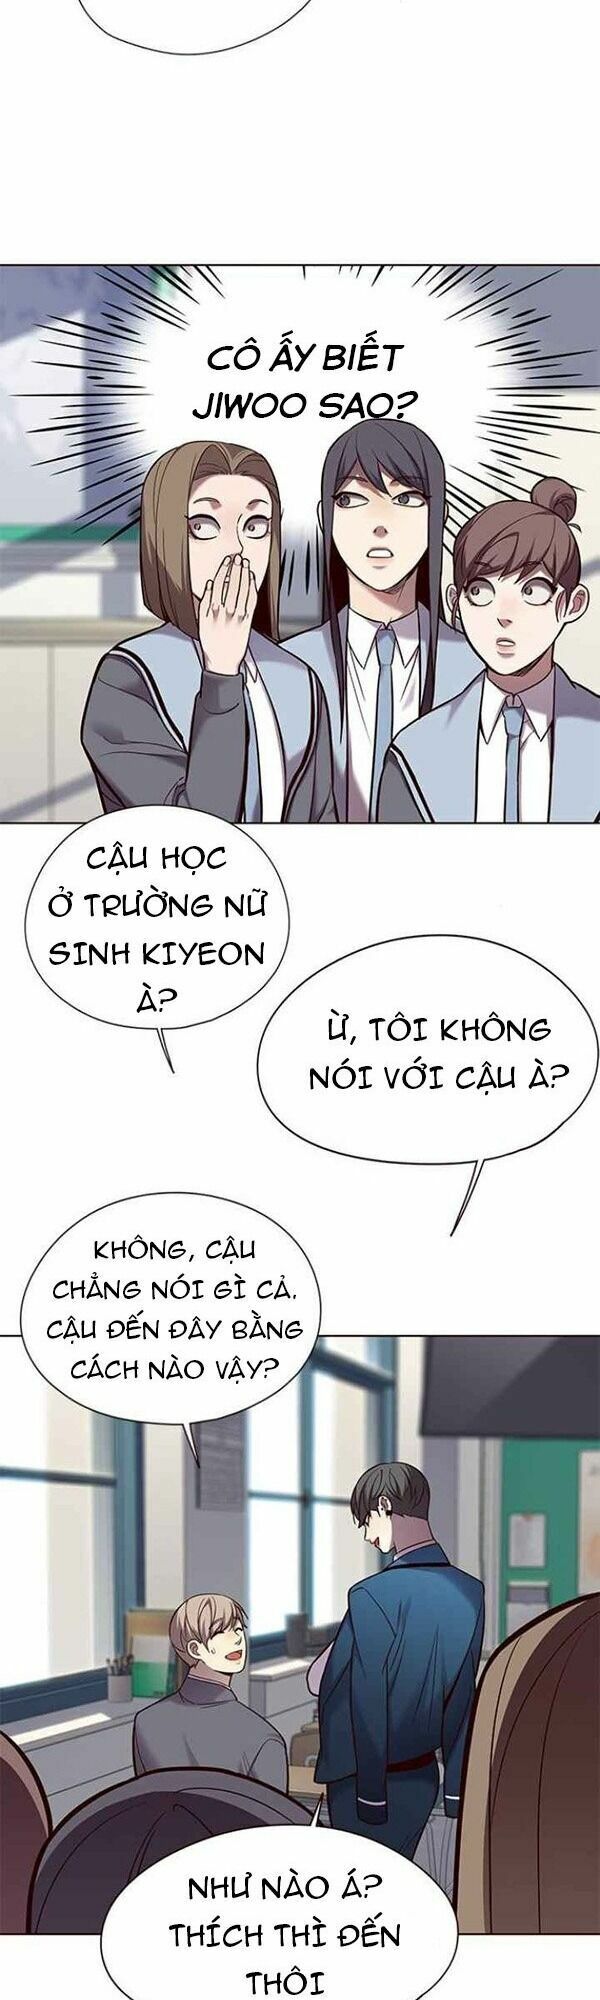 CÔ ẤY BIẾT
JIWOO SAO?
CẬU HỌC
Ở TRƯỜNG NỮ
SINH KIYEON
À?
Ừ, TÔI KHÔNG
NÓI VỚI CẬU À?
KHÔNG, CẬU
CHẲNG NÓI GÌ CẢ.
CẬU ĐẾN ĐÂY BẰNG
CÁCH NÀO VẬY?
NHƯ NÀO Á?
THÍCH THÌ ĐẾN
THÔI